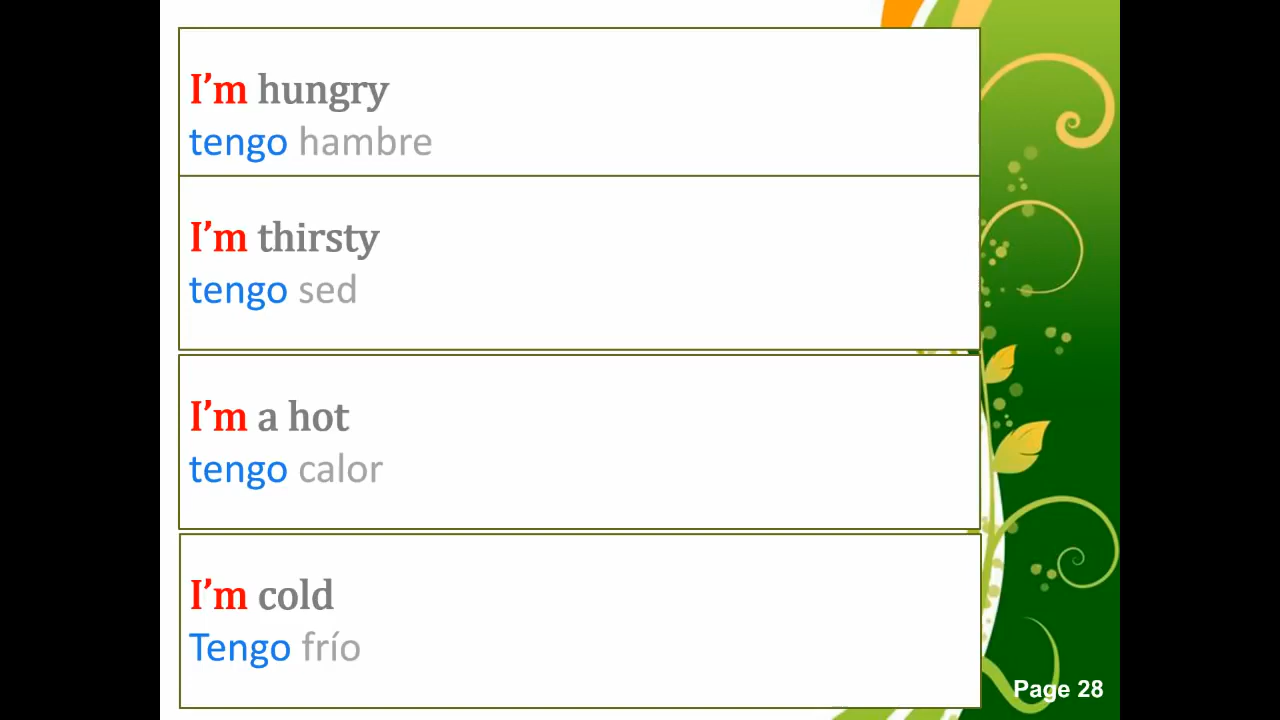 I’m hungry
tengo hambre
I’m thirsty
tengo sed
I’m a hot
tengo calor
I’m cold
Tengo frío
Page 28